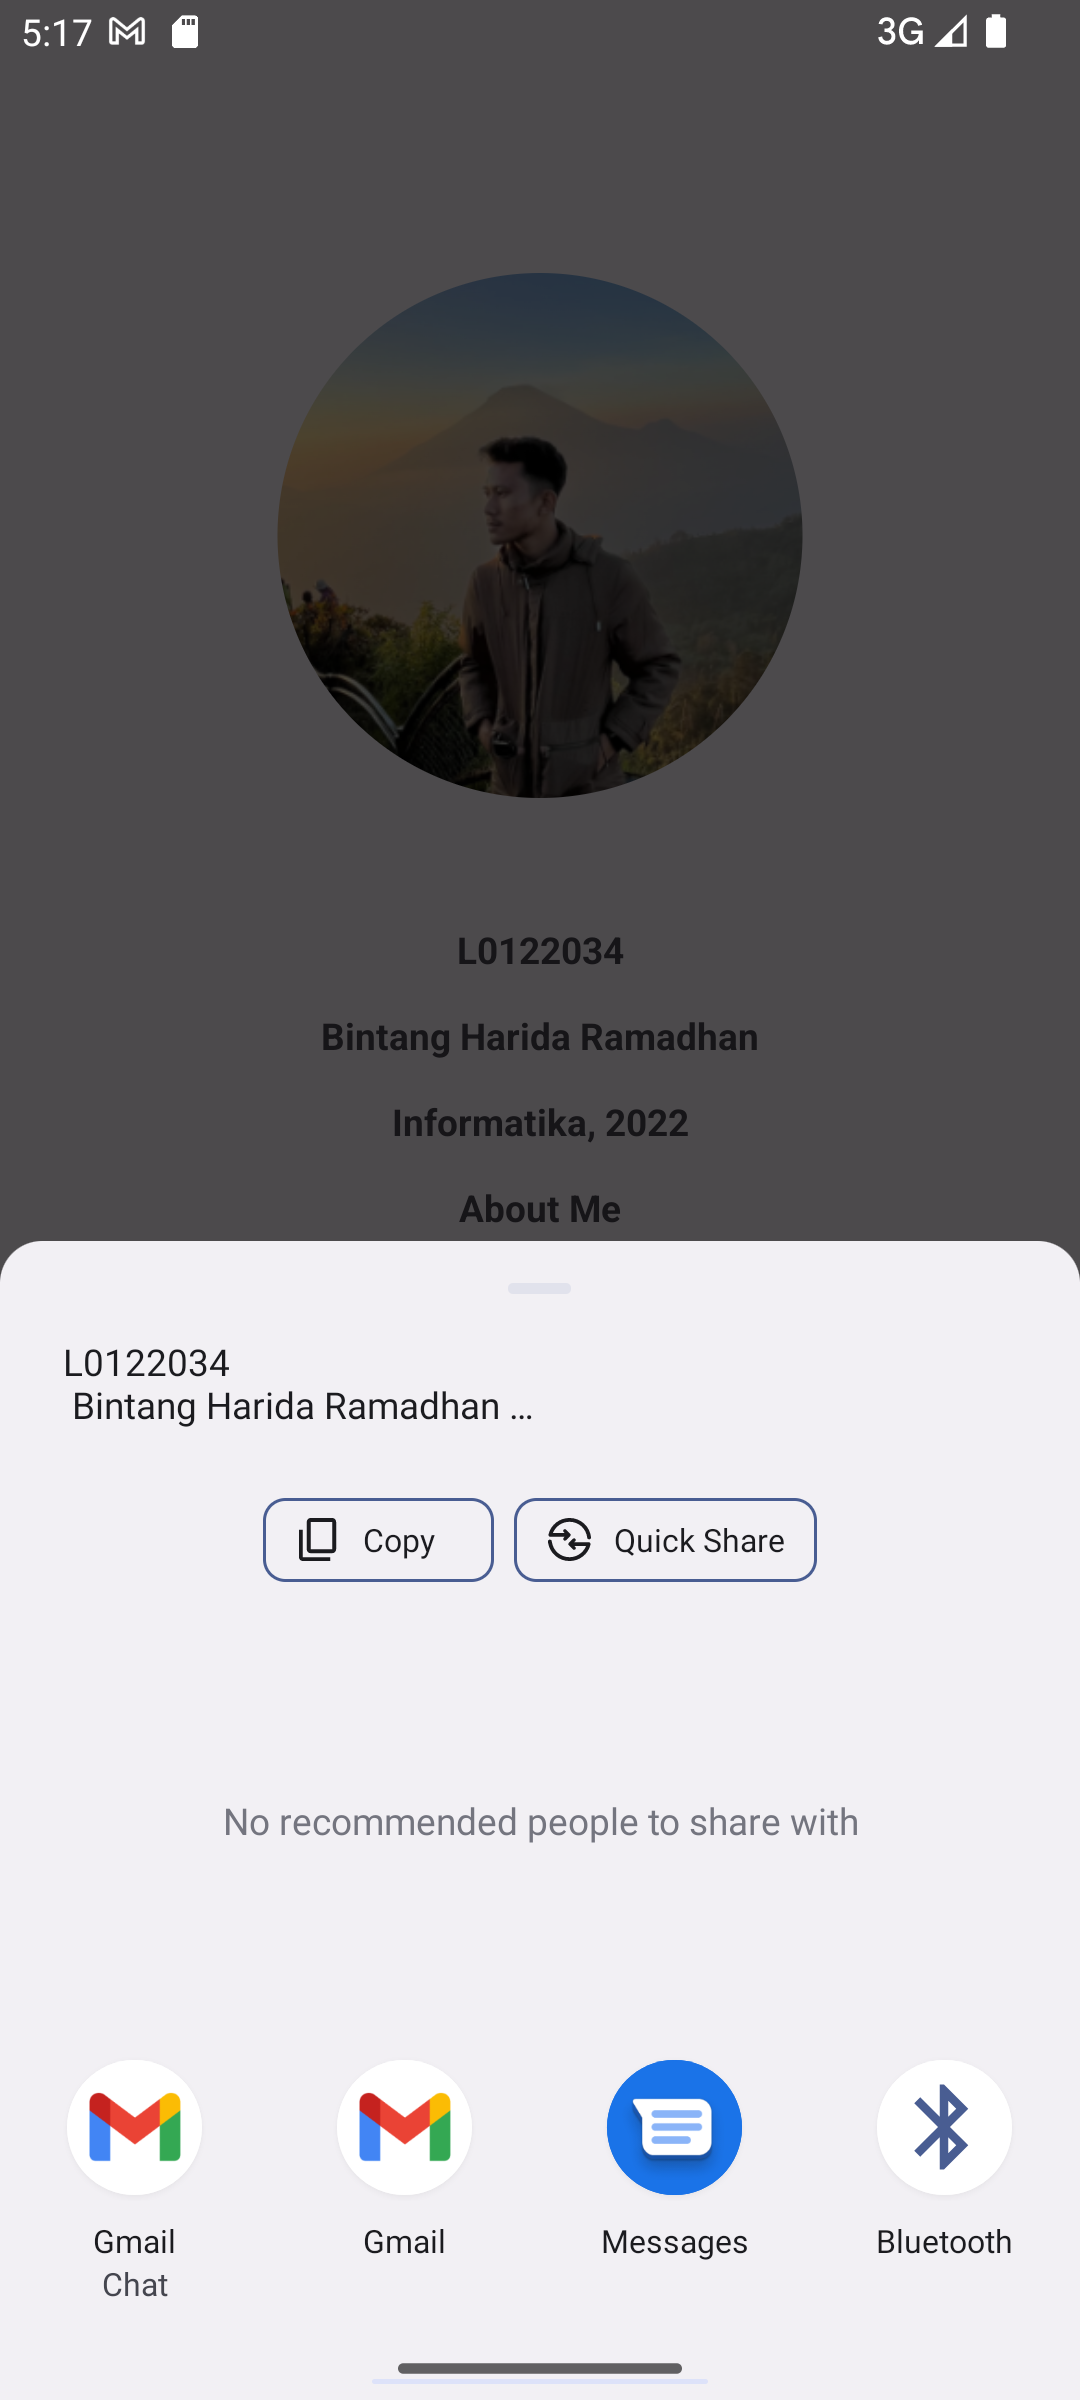 5:17
3G
L0122034
Bintang Harida Ramadhan
Informatika, 2022
About Me
L0122034
Bintang Harida Ramadhan ...
Copy
Quick Share
No recommended people to share with
Gmail
Chat
Gmail
Messages
Bluetooth